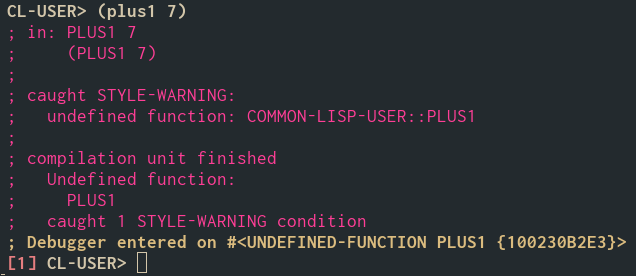 CL-USER> (plus1 7)
; in: PLUS1 7
;     (PLUS1 7)
;
; caught STYLE-WARNING:
;   undefined function: COMMON-LISP-USER::PLUS1
;
; compilation unit finished
;   Undefined function:
;     PLUS1
;   caught 1 STYLE-WARNING condition
; Debugger entered on #<UNDEFINED-FUNCTION PLUS1 {100230B2E3}>
[1] CL-USER>